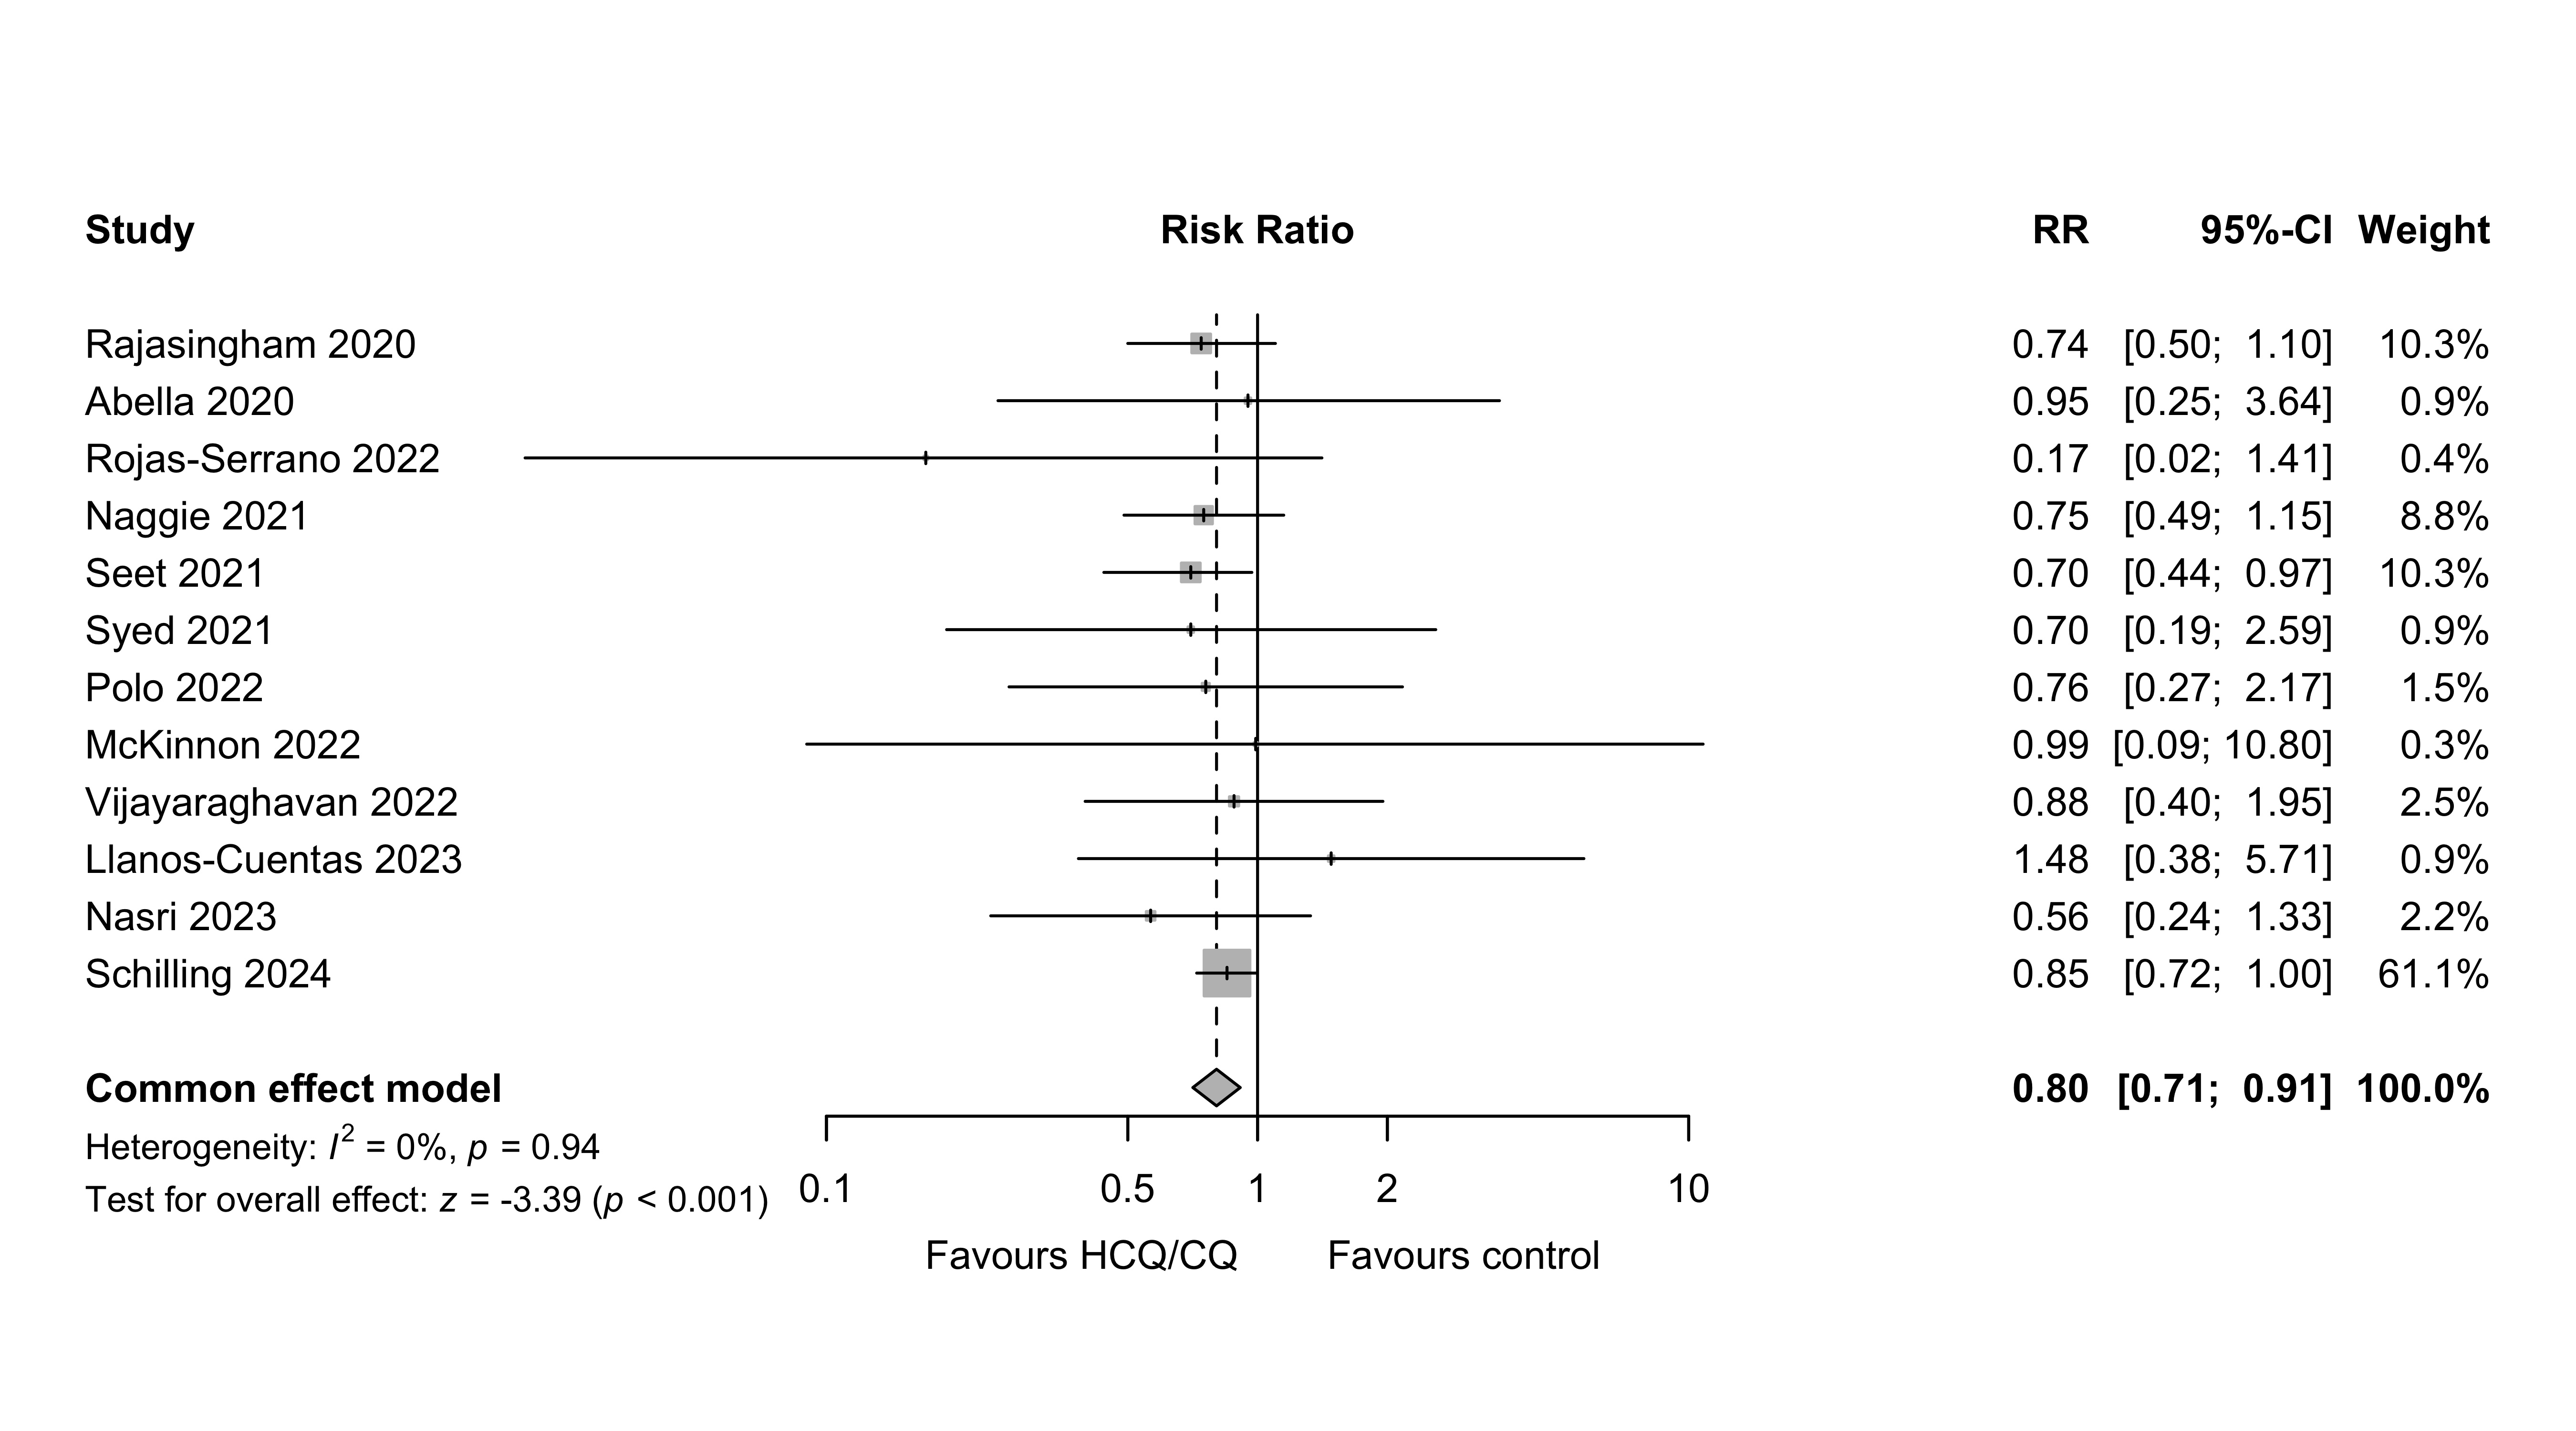 Study Risk Ratio RR 95%-CI Weight
Rajasingham 2020 0.74 [0.50; 1.10] 10.3%
Abella 2020 0.95 [0.25; 3.64] 0.9%
Rojas-Serrano 2022 0.17 [0.02; 1.41] 0.4%
Naggie 2021 0.75 [0.49; 1.15] 8.8%
Seet 2021 0.70 [0.44; 0.97] 10.3%
Syed 2021 0.70 [0.19; 2.59] 0.9%
Polo 2022 0.76 [0.27; 2.17] 1.5%
McKinnon 2022 0.99 [0.09; 10.80] 0.3%
Vijayaraghavan 2022 0.88 [0.40; 1.95] 2.5%
Llanos-Cuentas 2023 1.48 [0.38; 5.71] 0.9%
Nasri 2023 0.56 [0.24; 1.33] 2.2%
Schilling 2024 0.85 [0.72; 1.00] 61.1%
Common effect model 0.80 [0.71; 0.91] 100.0%
Heterogeneity: I² = 0%, p = 0.94
Test for overall effect: z = -3.39 (p < 0.001) 0.1 0.5 1 2 10
Favours HCQ/CQ Favours control